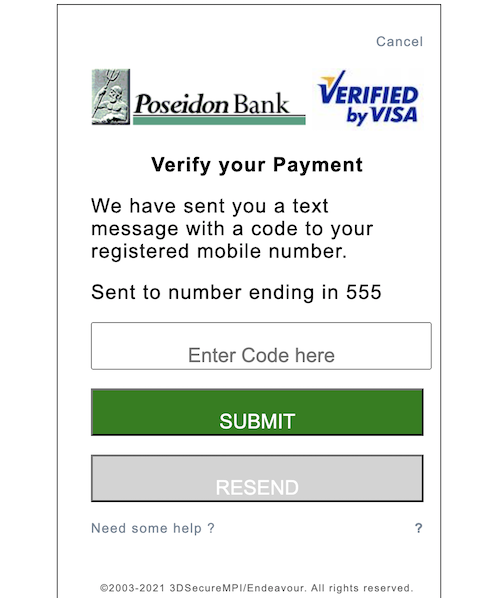 Cancel
Poseidon Bank
VERIFIED
by VISA
Verify your Payment
We have sent you a text
message with a code to your
registered mobile number.
Sent to number ending in 555
Enter Code here
SUBMIT
RESEND
Need some help ?
?
©2003-2021 3DSecureMPI/Endeavour. All rights reserved.